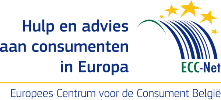 Hulp en advies
aan consumenten
in Europa
ECC-Net
Europees Centrum voor de Consument België